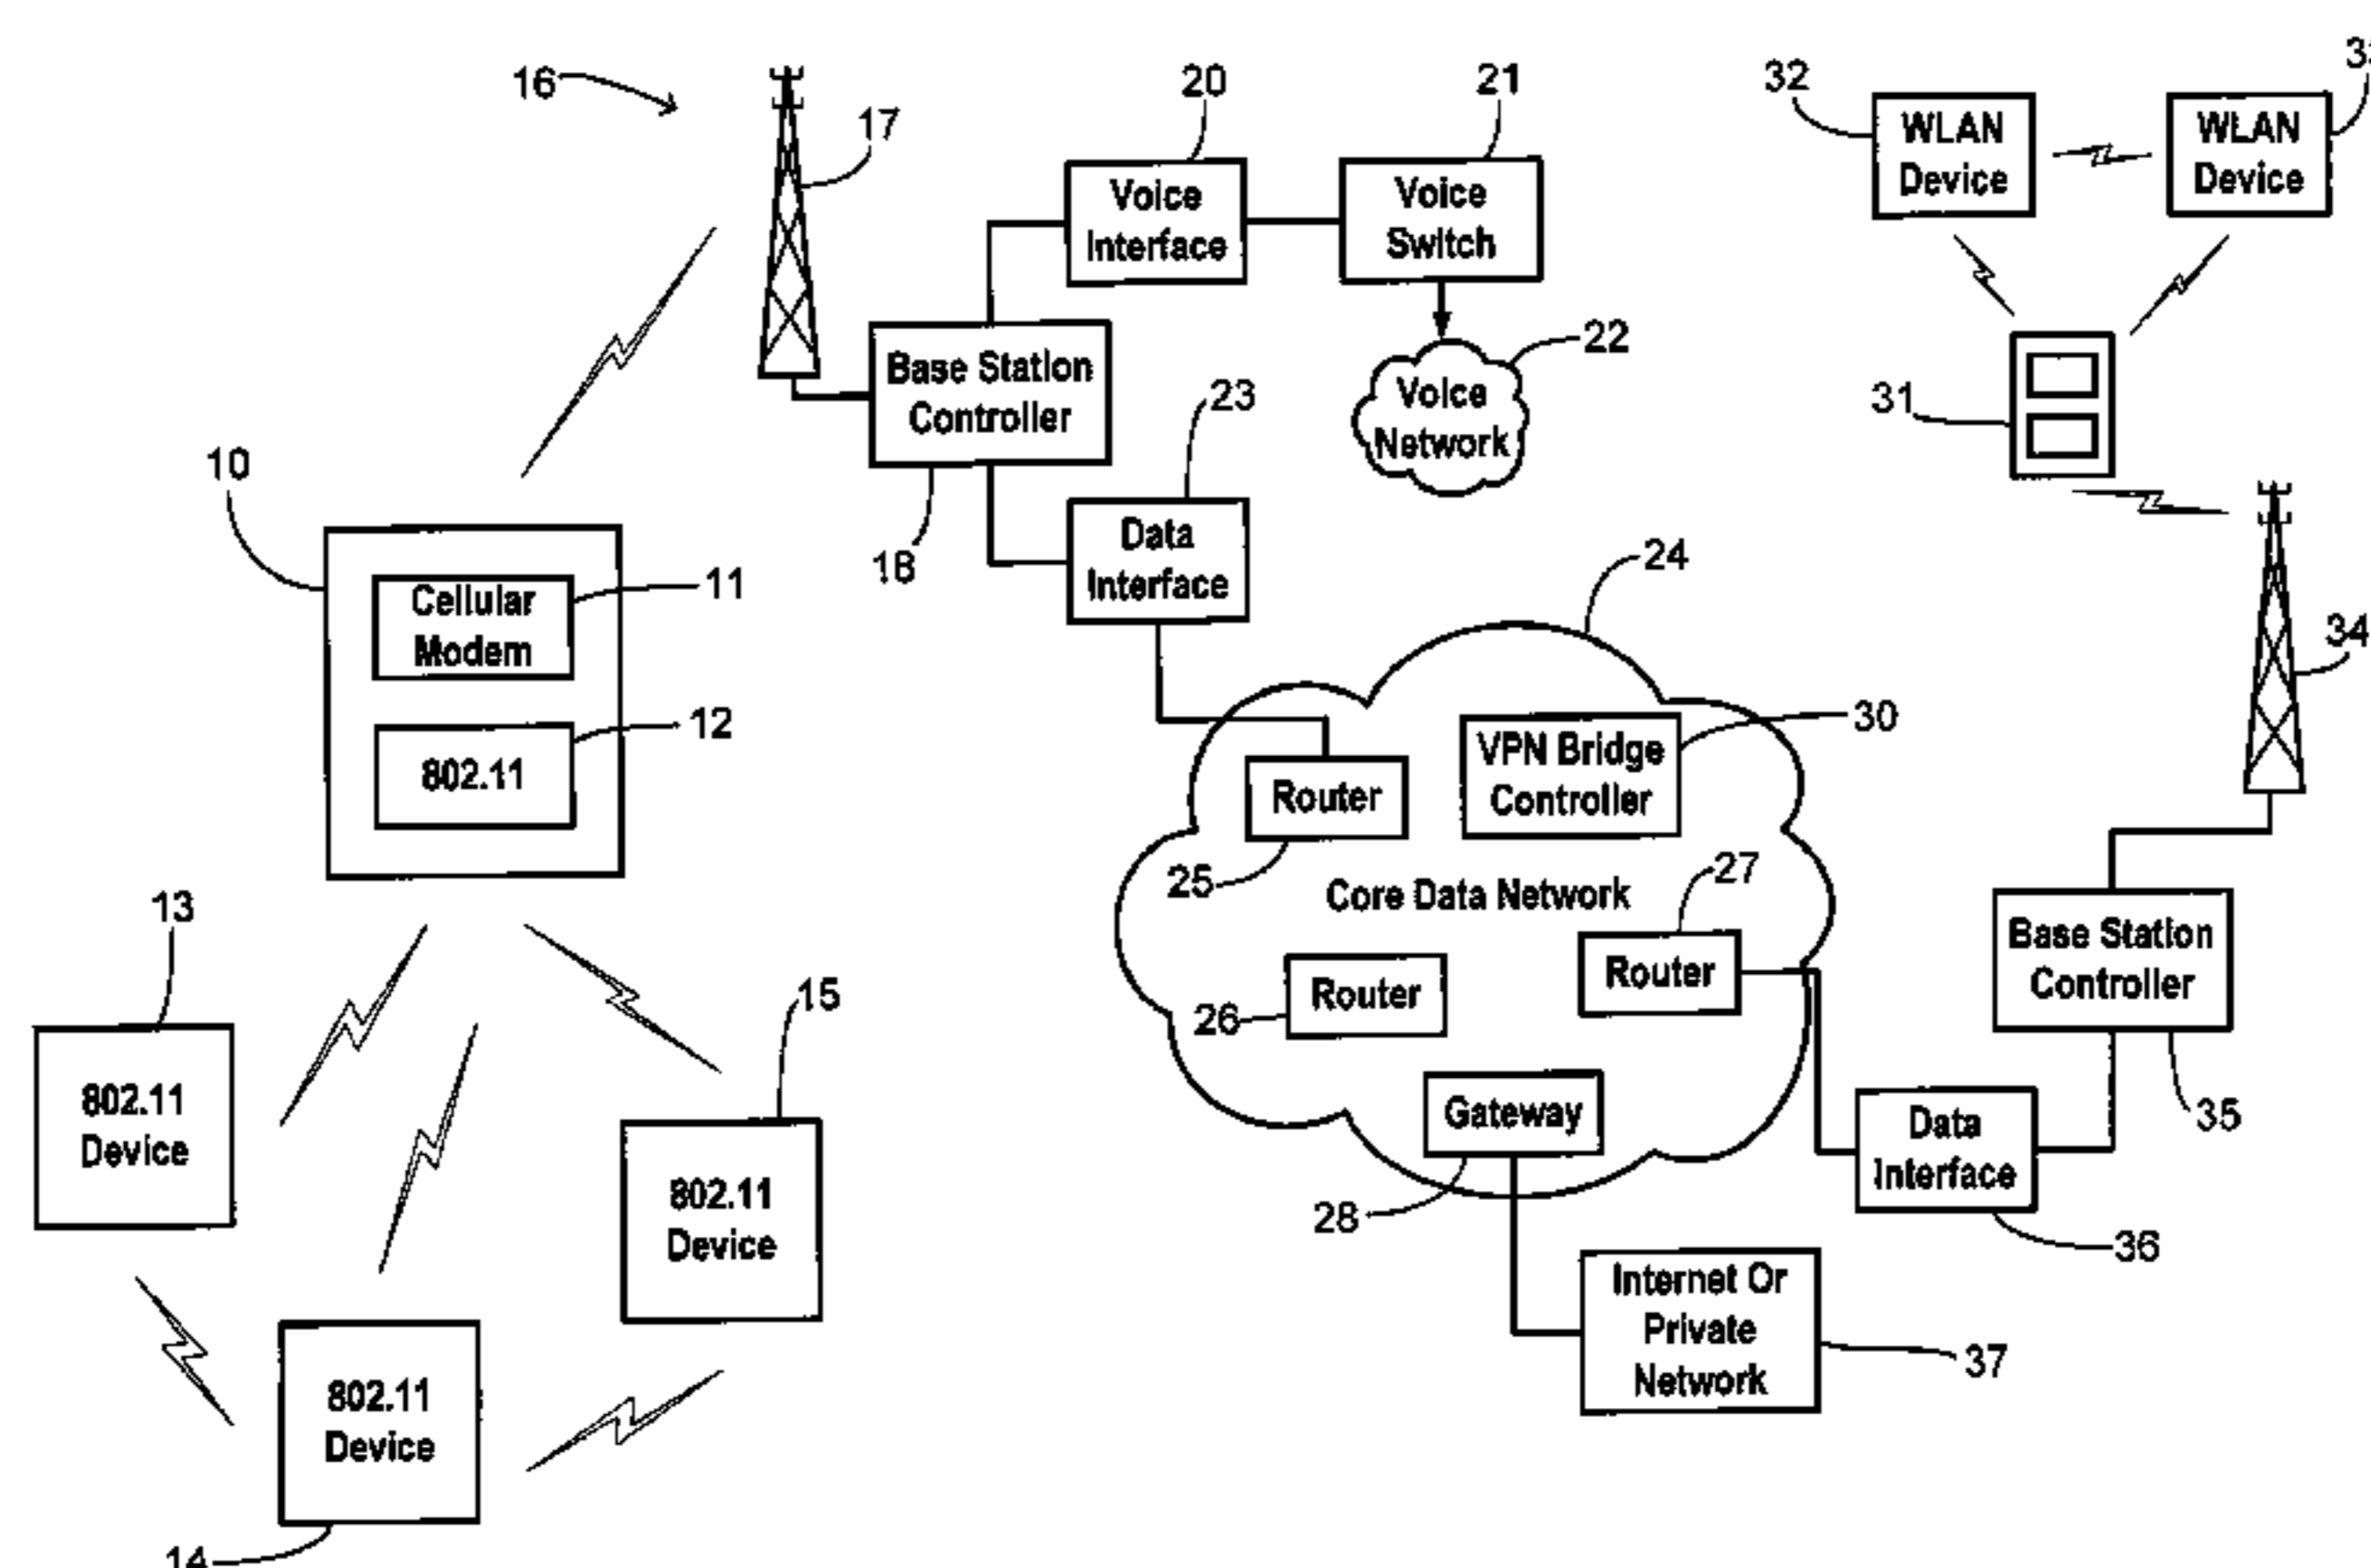 16
17
20
21
32
WLAN
Device
WLAN
Device
Voice
Interface
Voice
Switch
Base Station
Controller
18
22
Voice
Network
23
Data
Interface
31
34
10
Cellular
Modem
11
802.11
12
24
Router
25
VPN Bridge
Controller
30
Core Data Network
Router
26
Router
27
Gateway
28
Base Station
Controller
35
Data
Interface
36
Internet Or
Private
Network
37
13
802.11
Device
15
802.11
Device
802.11
Device
14